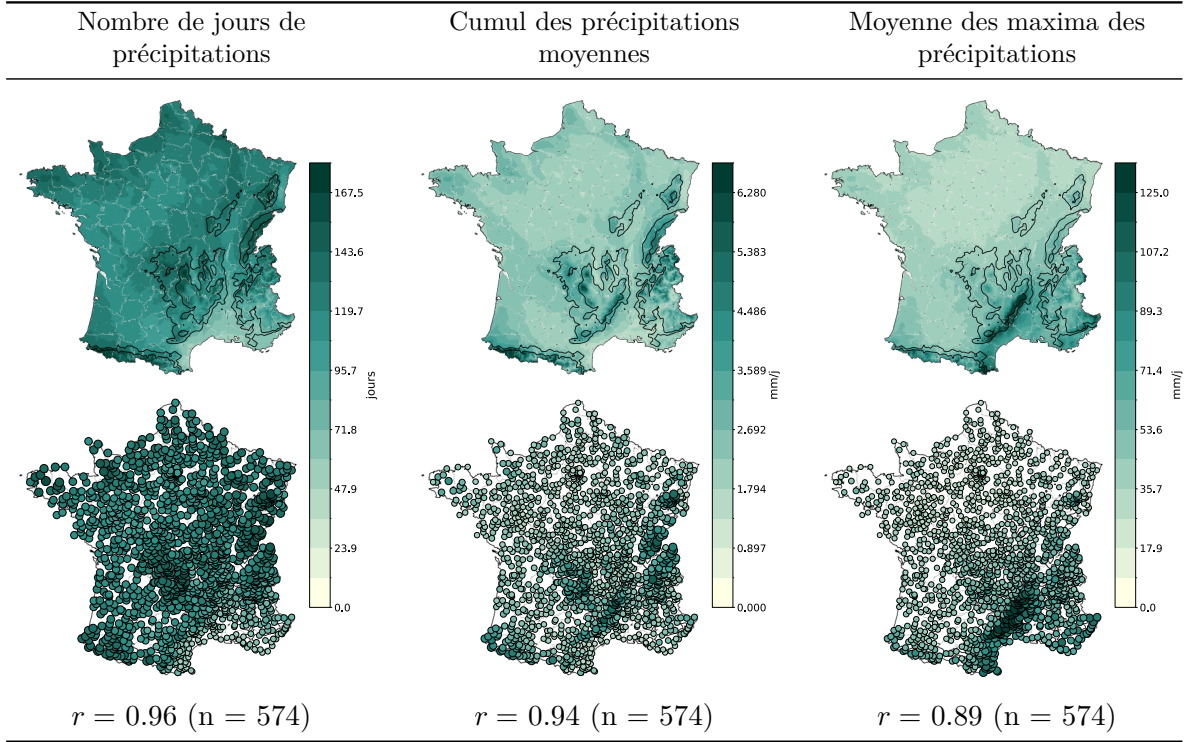 Nombre de jours de
précipitations
Cumul des précipitations
moyennes
Moyenne des maxima des
précipitations
167.5
143.6
119.7
95.7
71.8
47.9
23.9
0.0
jours
6.280
5.383
4.486
3.589
2.692
1.794
0.897
0.000
mm/j
125.0
107.2
89.3
71.4
53.6
35.7
17.9
0.0
mm/j
r = 0.96 (n = 574)
r = 0.94 (n = 574)
r = 0.89 (n = 574)